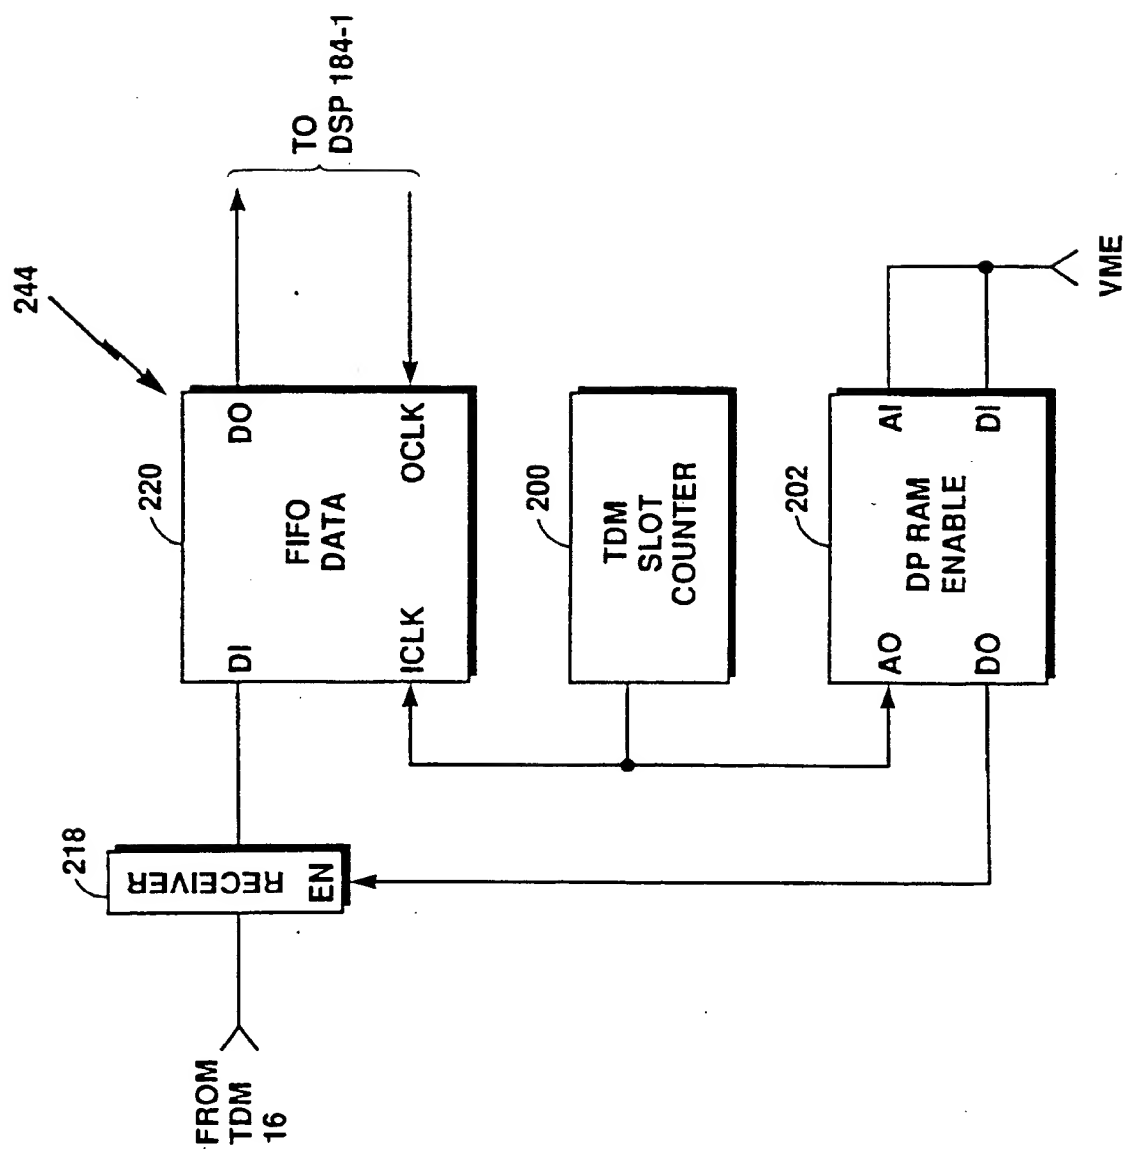 244
FROM
TDM
16
218
RECEIVER
EN
220
DI
DO
FIFO
DATA
ICLK
OCLK
TO
DSP 184-1
200
TDM
SLOT
COUNTER
202
AO
AI
DP RAM
ENABLE
DO
DI
VME